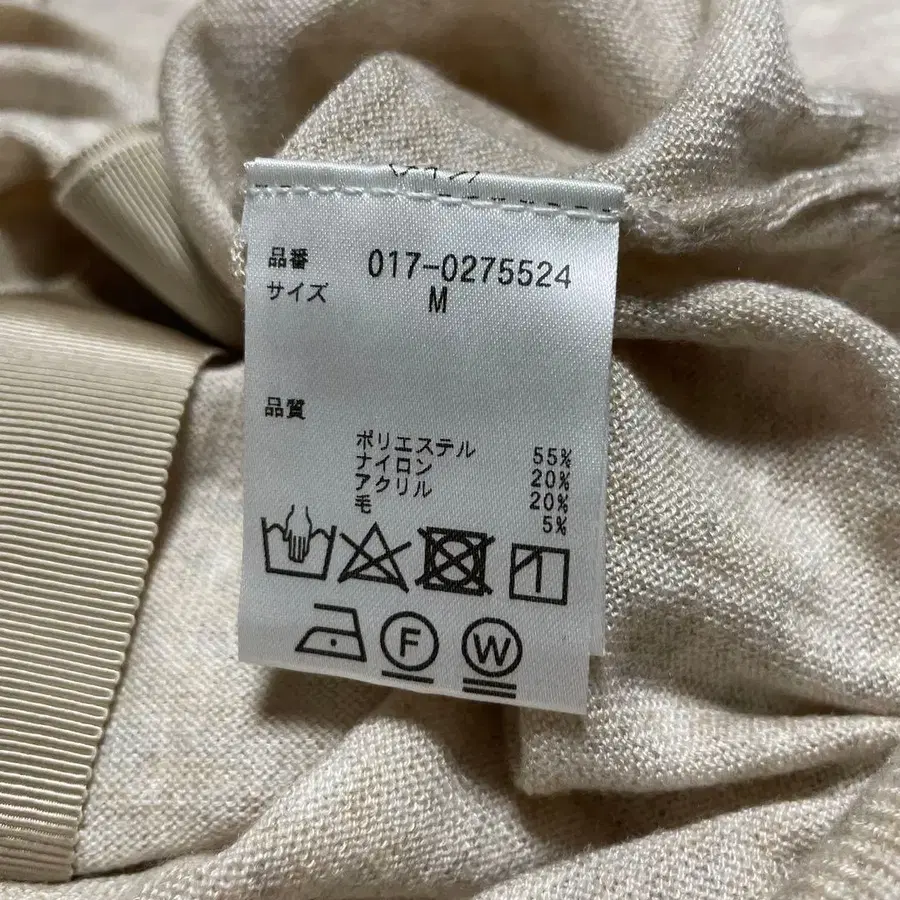 品番 017-0275524
サイズ M
品質
ポリエステル 55%
ナイロン 20%
アクリル 20%
毛 5%
F W